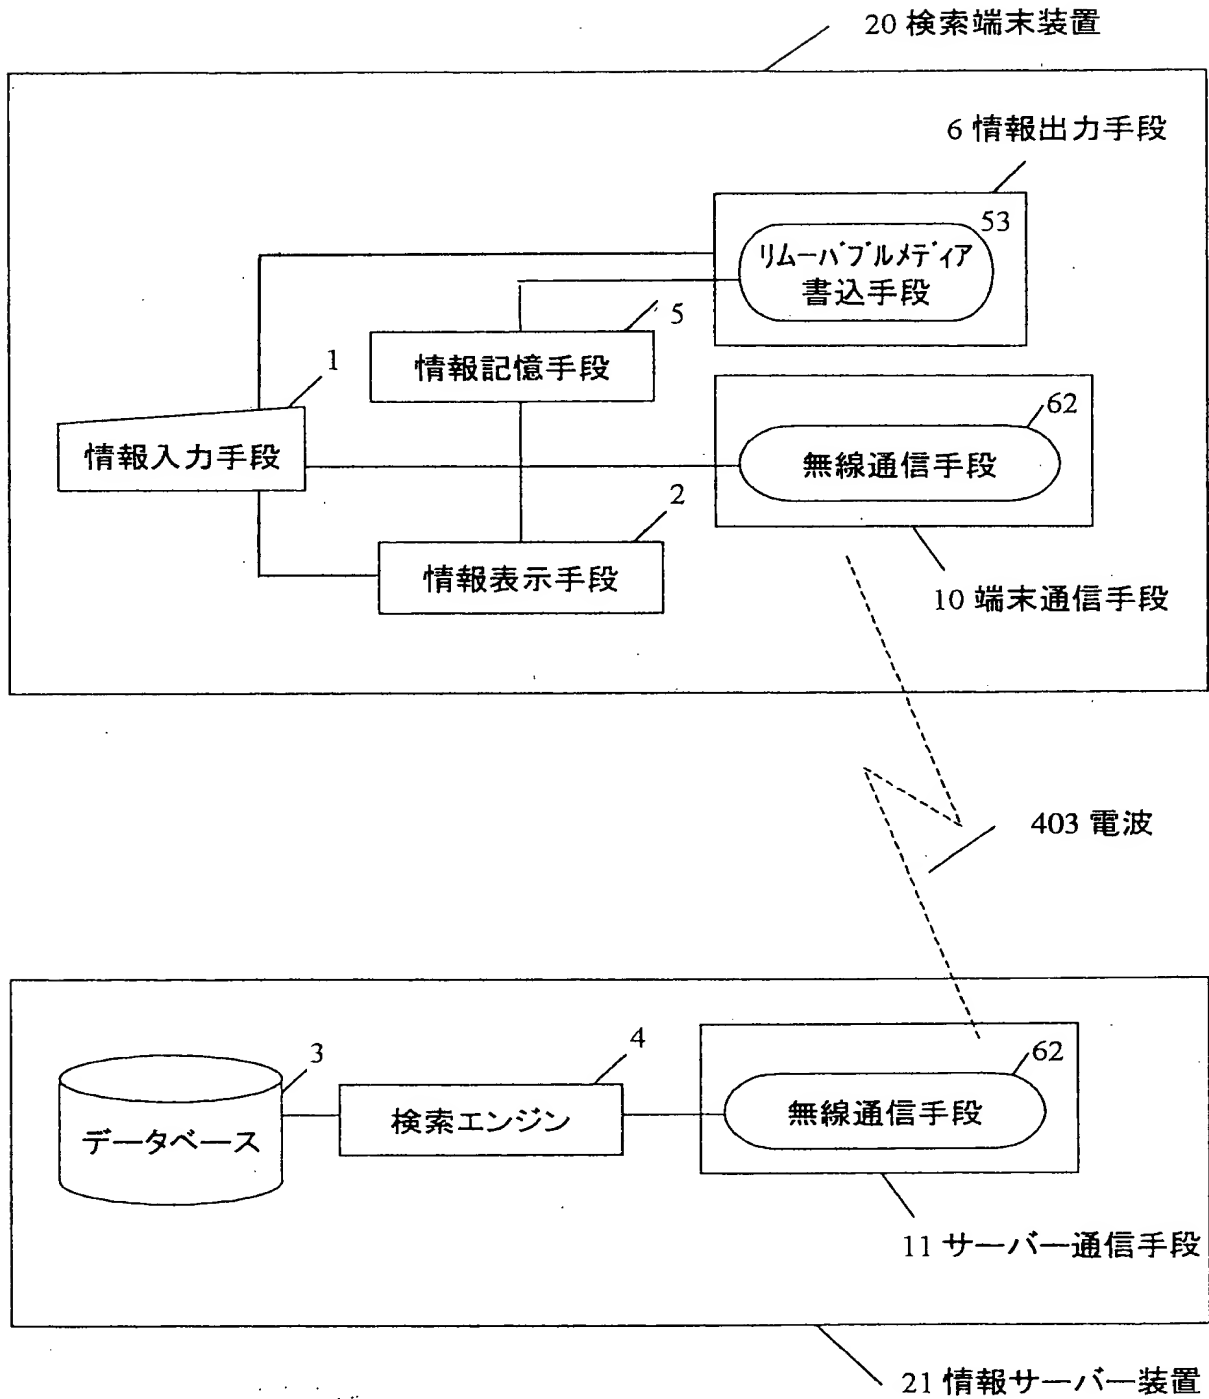 20 検索端末装置
6 情報出力手段
53
リムーバブルメディア
書込手段
5
情報記憶手段
1
情報入力手段
62
無線通信手段
2
情報表示手段
10 端末通信手段
403 電波
3
データベース
4
検索エンジン
62
無線通信手段
11 サーバー通信手段
21 情報サーバー装置